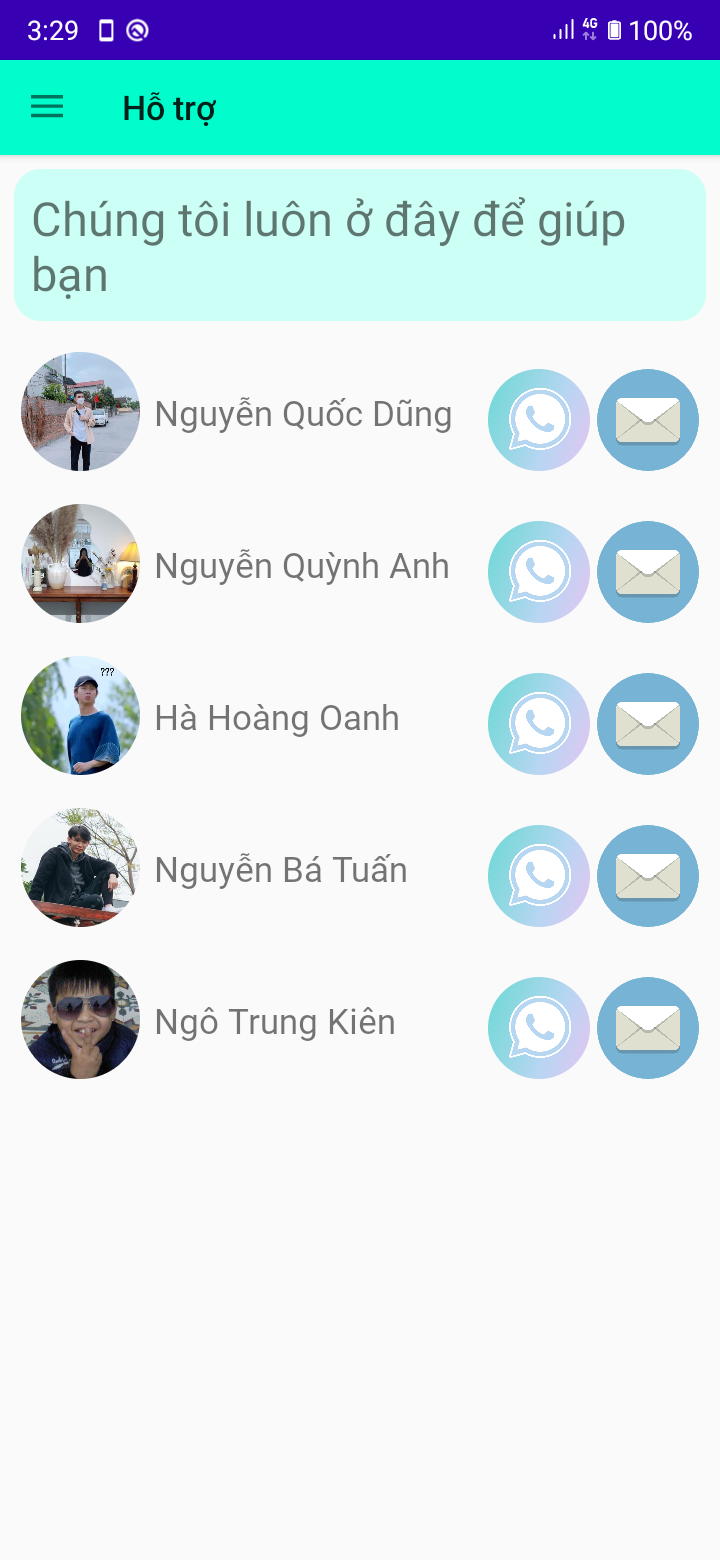 3:29 4G 100%
Hỗ trợ
Chúng tôi luôn ở đây để giúp
bạn
Nguyễn Quốc Dũng
Nguyễn Quỳnh Anh
???
Hà Hoàng Oanh
Nguyễn Bá Tuấn
Ngô Trung Kiên